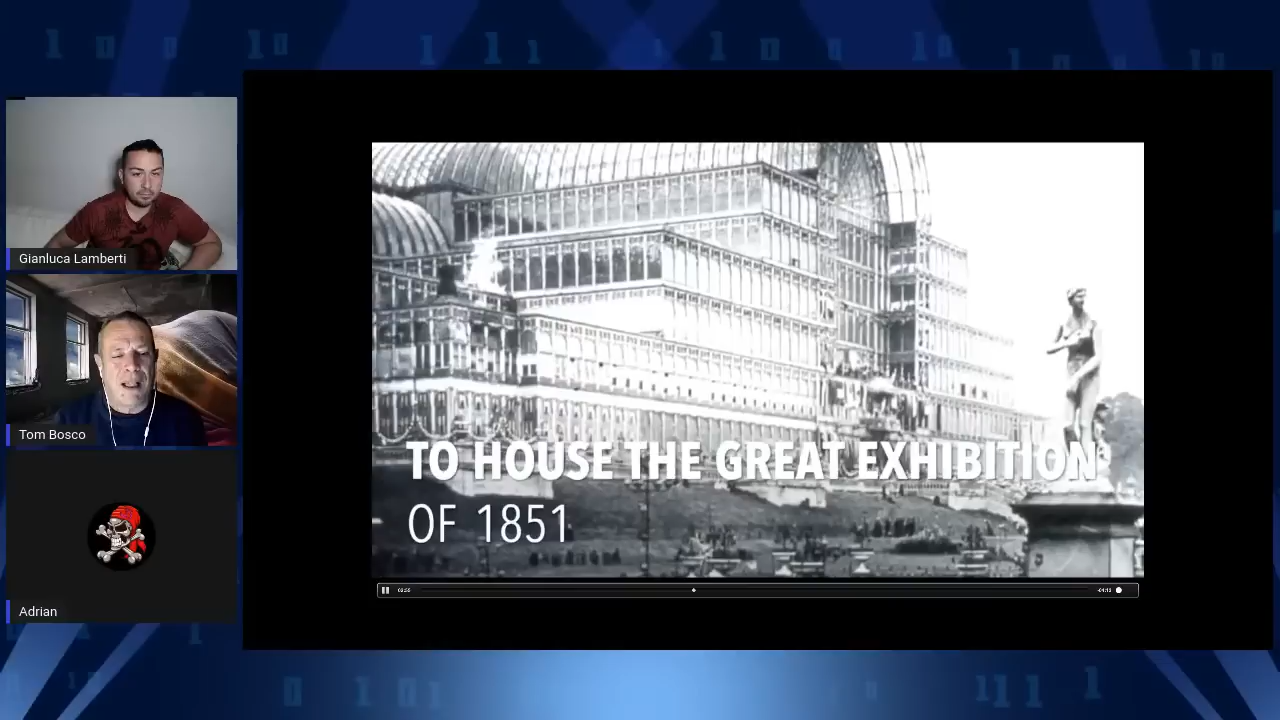 Gianluca Lamberti
Tom Bosco
Adrian
TO HOUSE THE GREAT EXHIBITION
OF 1851